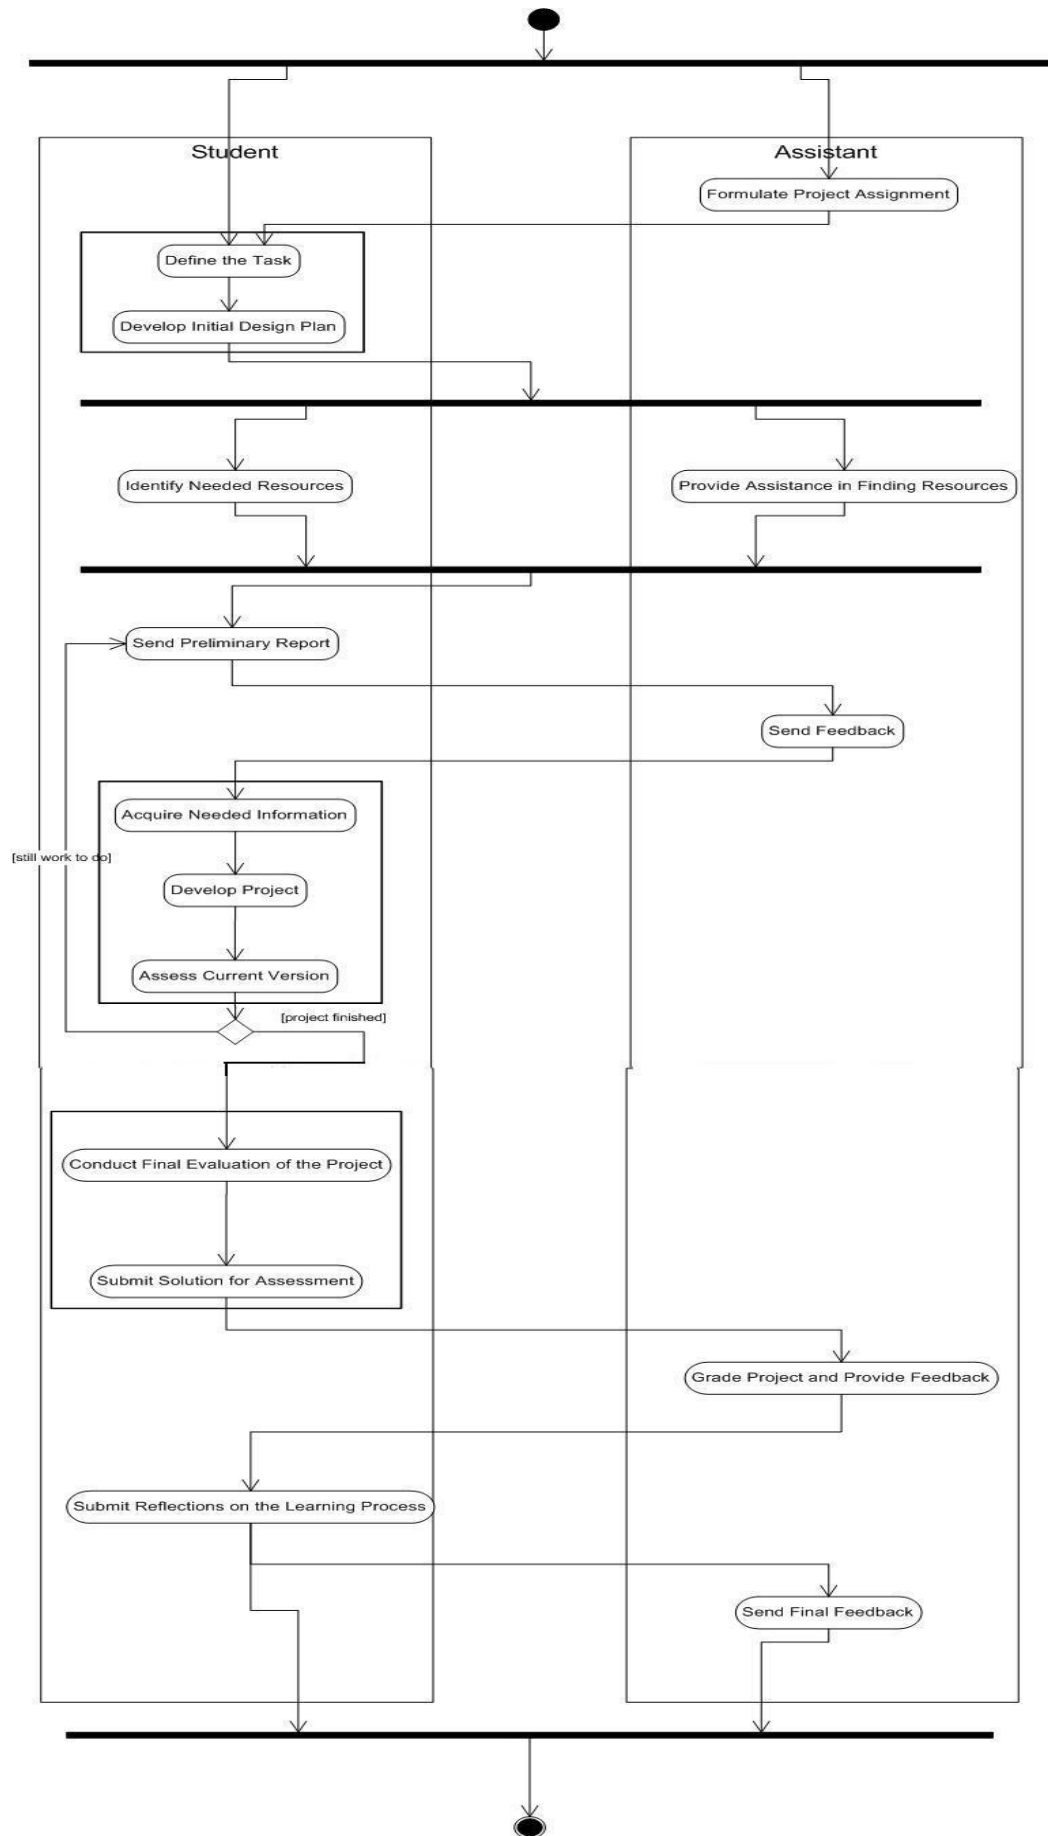 Student
Assistant
Formulate Project Assignment
Define the Task
Develop Initial Design Plan
Identify Needed Resources
Provide Assistance in Finding Resources
Send Preliminary Report
Send Feedback
Acquire Needed Information
[still work to do]
Develop Project
Assess Current Version
[project finished]
Conduct Final Evaluation of the Project
Submit Solution for Assessment
Grade Project and Provide Feedback
Submit Reflections on the Learning Process
Send Final Feedback